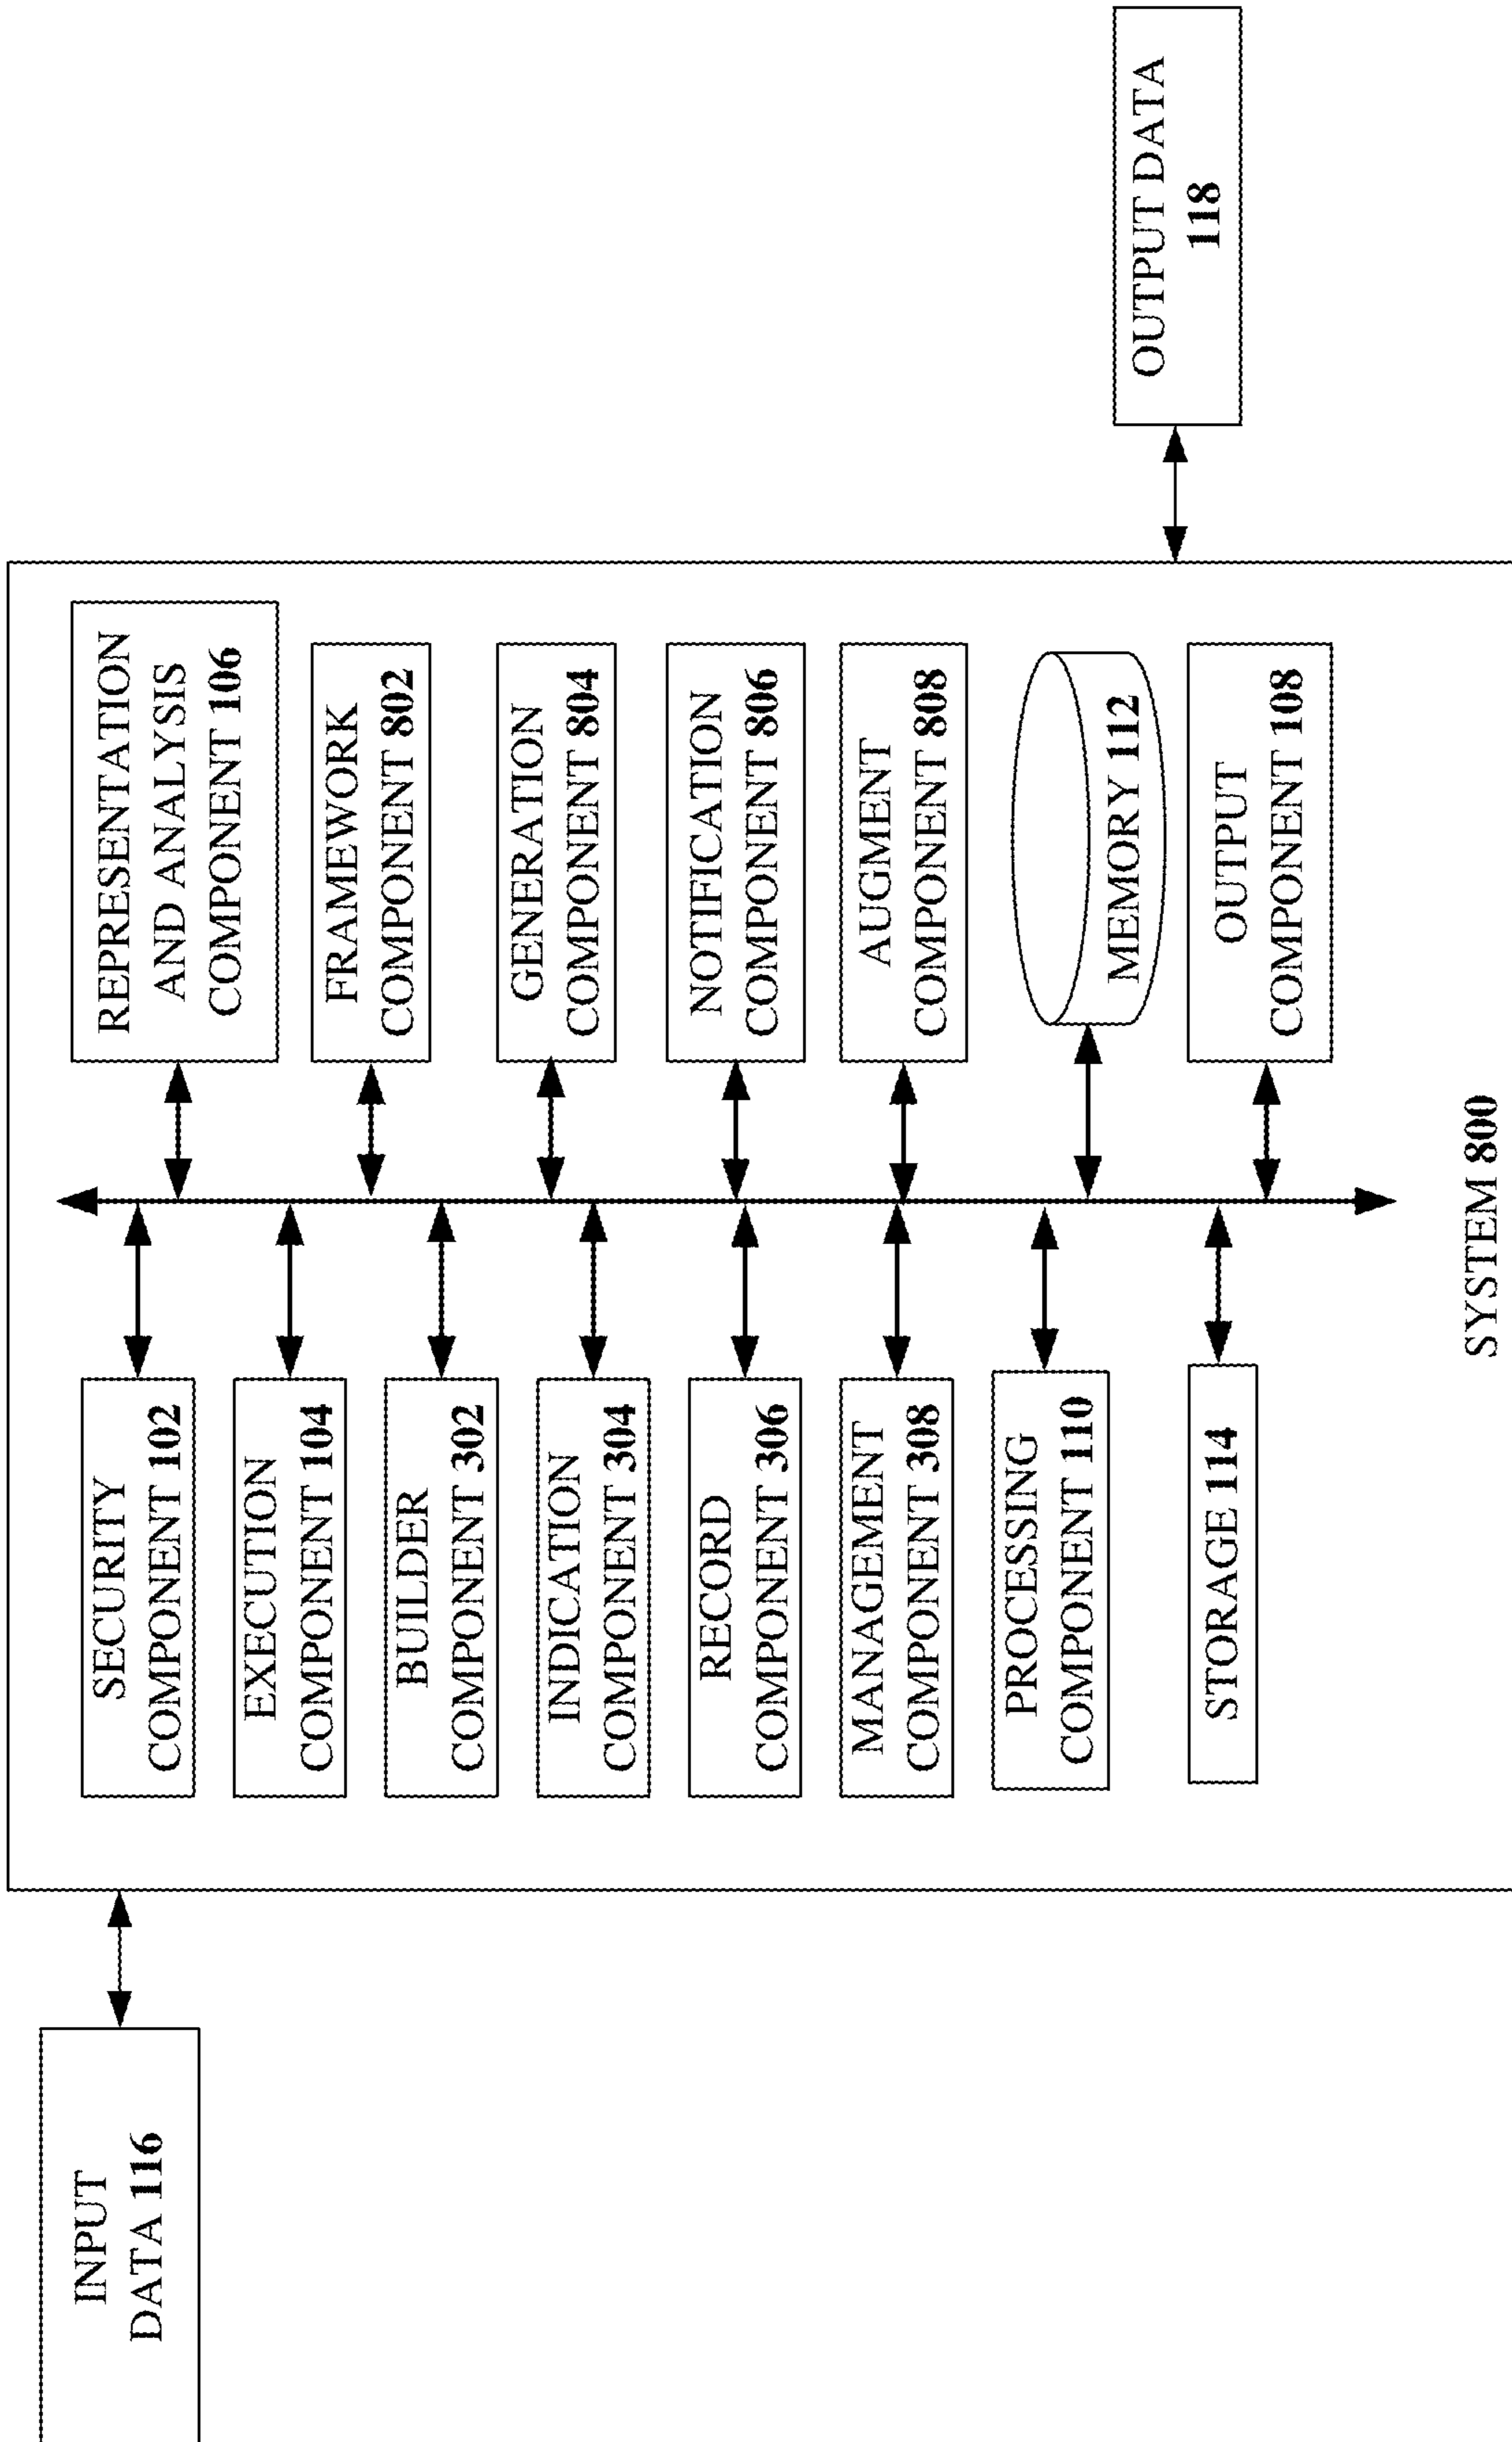 INPUT
DATA 116
SECURITY
COMPONENT 102
EXECUTION
COMPONENT 104
BUILDER
COMPONENT 302
INDICATION
COMPONENT 304
RECORD
COMPONENT 306
MANAGEMENT
COMPONENT 308
PROCESSING
COMPONENT 110
STORAGE 114
REPRESENTATION
AND ANALYSIS
COMPONENT 106
FRAMEWORK
COMPONENT 802
GENERATION
COMPONENT 804
NOTIFICATION
COMPONENT 806
AUGMENT
COMPONENT 808
MEMORY 112
OUTPUT
COMPONENT 108
SYSTEM 800
OUTPUT DATA
118